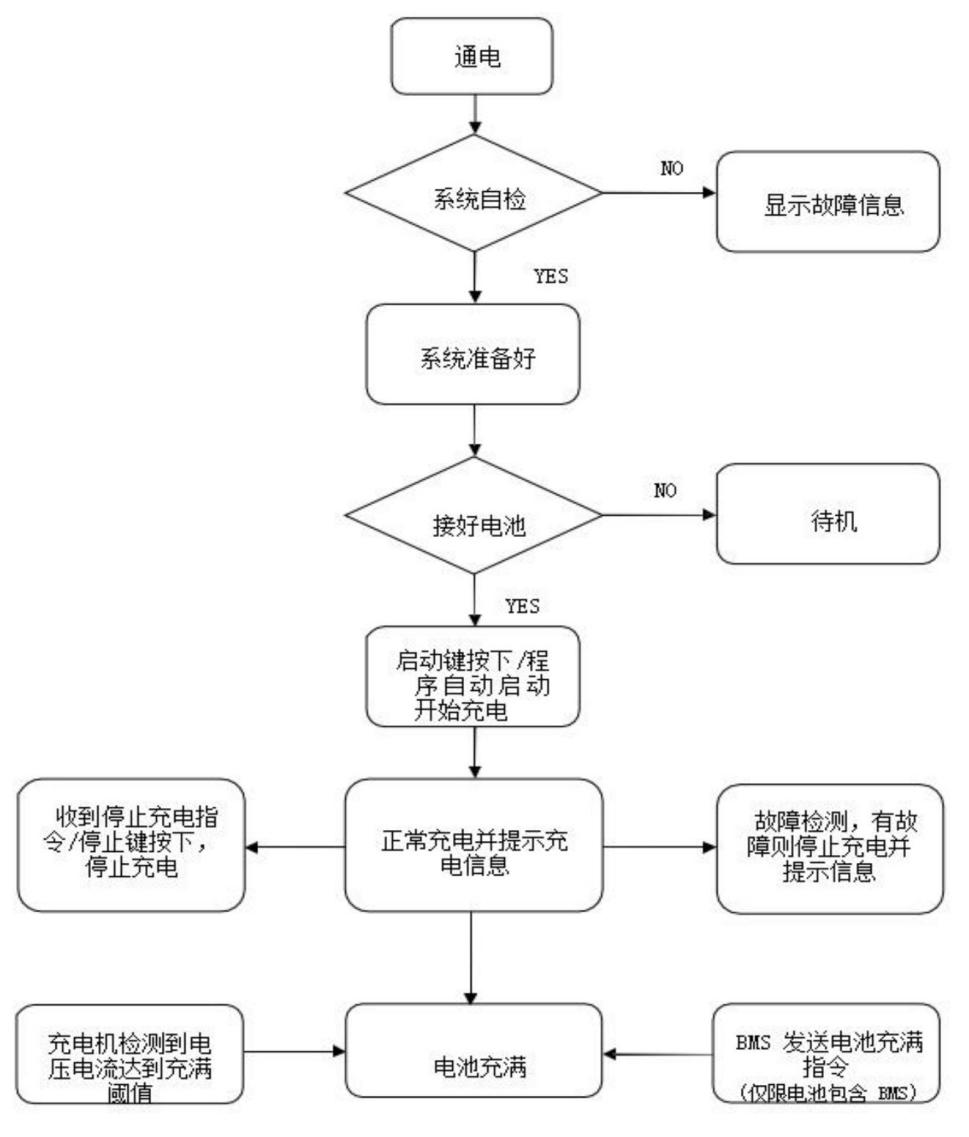 通电
系统自检
NO
显示故障信息
YES
系统准备好
接好电池
NO
待机
YES
启动键按下/程
序自动启动
开始充电
收到停止充电指
令/停止键按下，
停止充电
正常充电并提示充
电信息
故障检测，有故
障则停止充电并
提示信息
充电机检测到电
压电流达到充满
阈值
电池充满
BMS 发送电池充满
指令
(仅限电池包含 BMS)